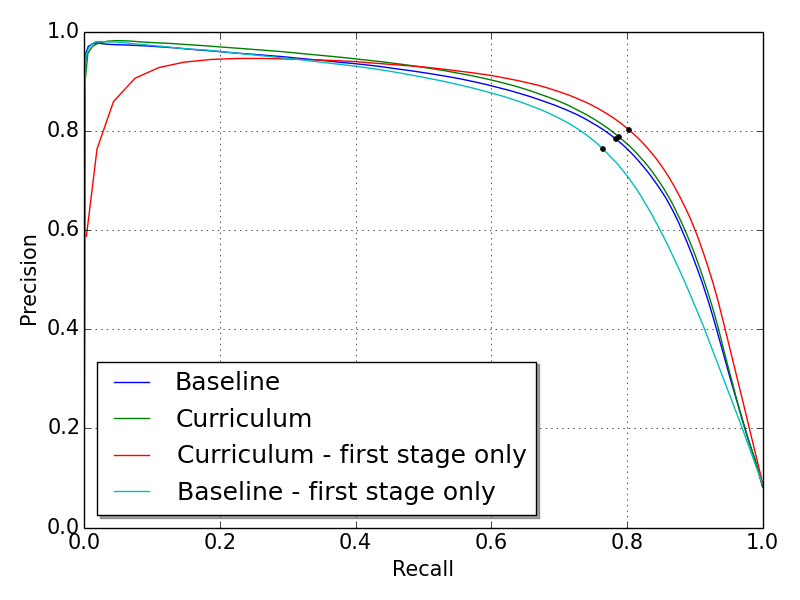 1.0
0.8
0.6
0.4
0.2
0.0
Precision
Baseline
Curriculum
Curriculum - first stage only
Baseline - first stage only
0.0 0.2 0.4 0.6 0.8 1.0
Recall